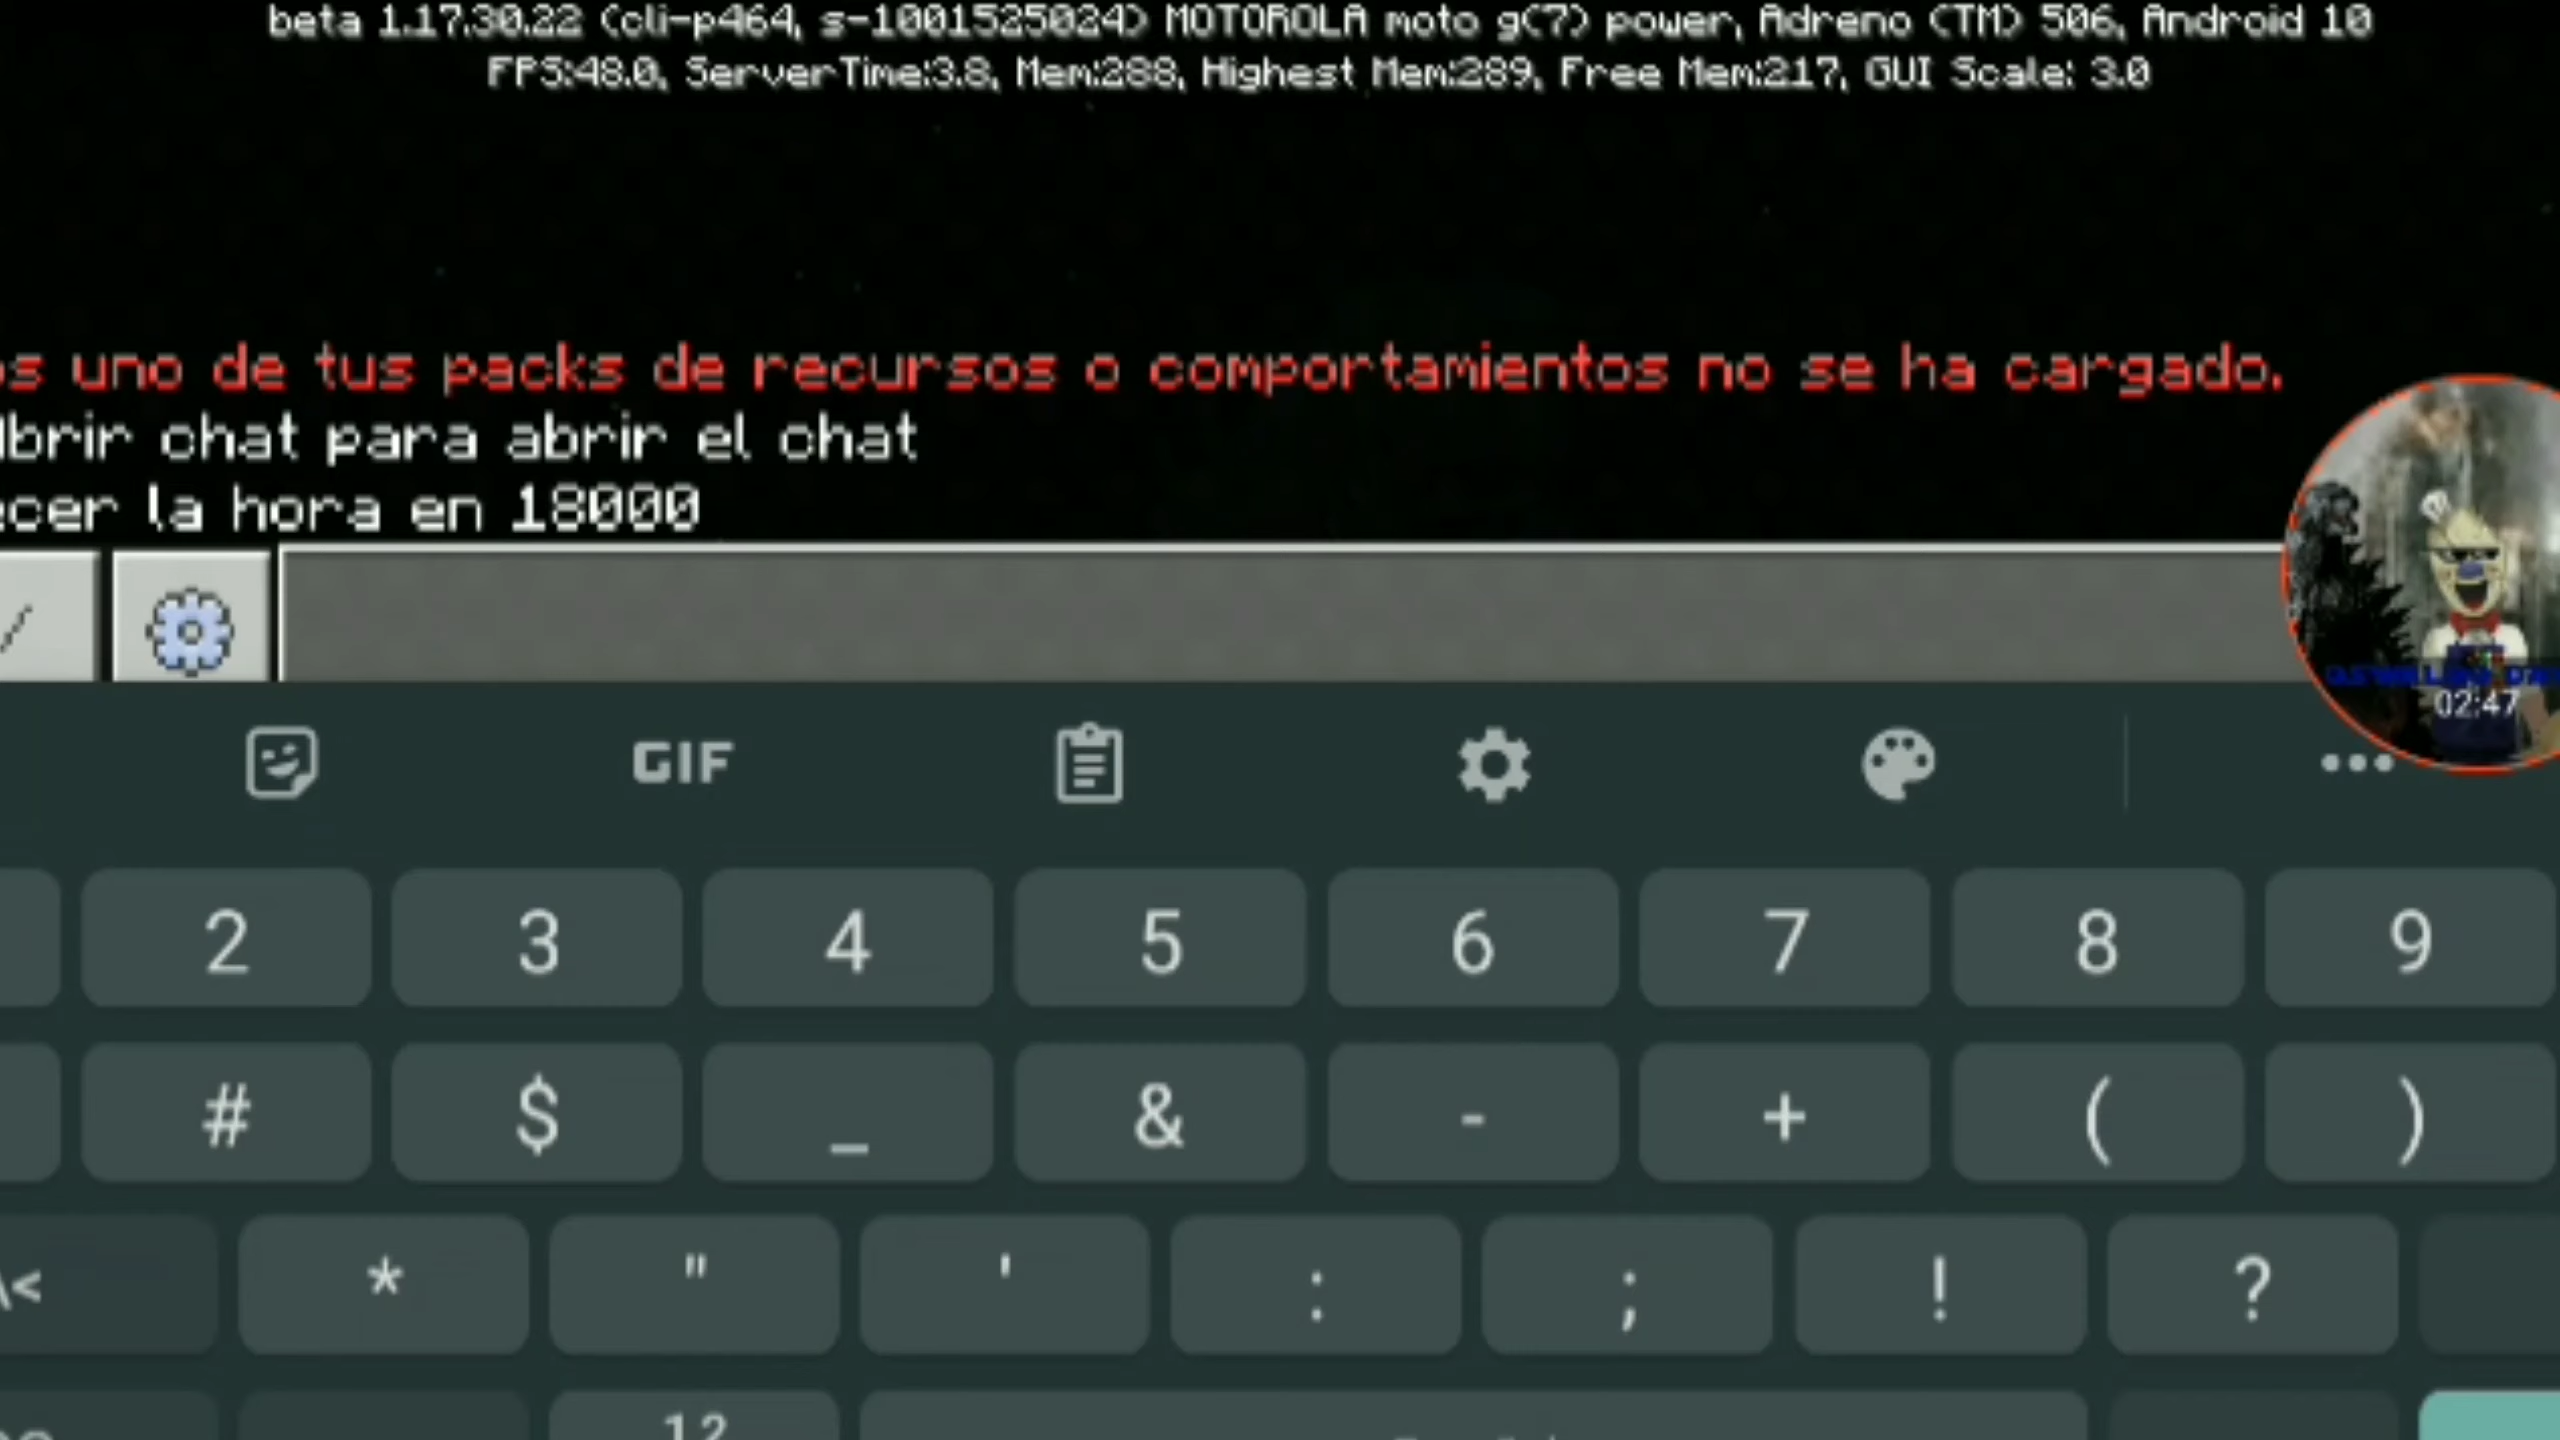 beta 1.17.30.22 (cli-p464, s-1001525024) MOTOROLA moto g(7) power, Adreno (TM) 506, Android 10
FPS:48.0, ServerTime:3.8, Mem:288, Highest Mem:289, Free Mem:217, GUI Scale: 3.0
uno de tus packs de recursos o comportamientos no se ha cargado.
brir chat para abrir el chat
cer la hora en 18000
/
02:47
GIF
2 3 4 5 6 7 8 9
# $ _ & - + ( )
\< * " ' : ; ! ?
12